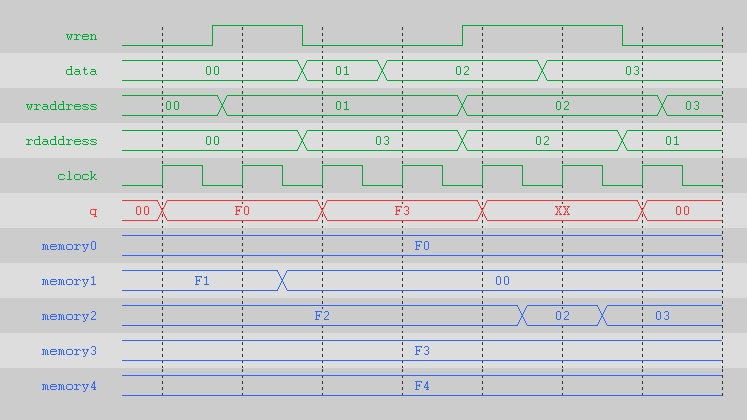 wren
data 00 01 02 03
wraddress 00 01 02 03
rdaddress 00 03 02 01
clock
q 00 F0 F3 XX 00
memory0 F0
memory1 F1 00
memory2 F2 02 03
memory3 F3
memory4 F4